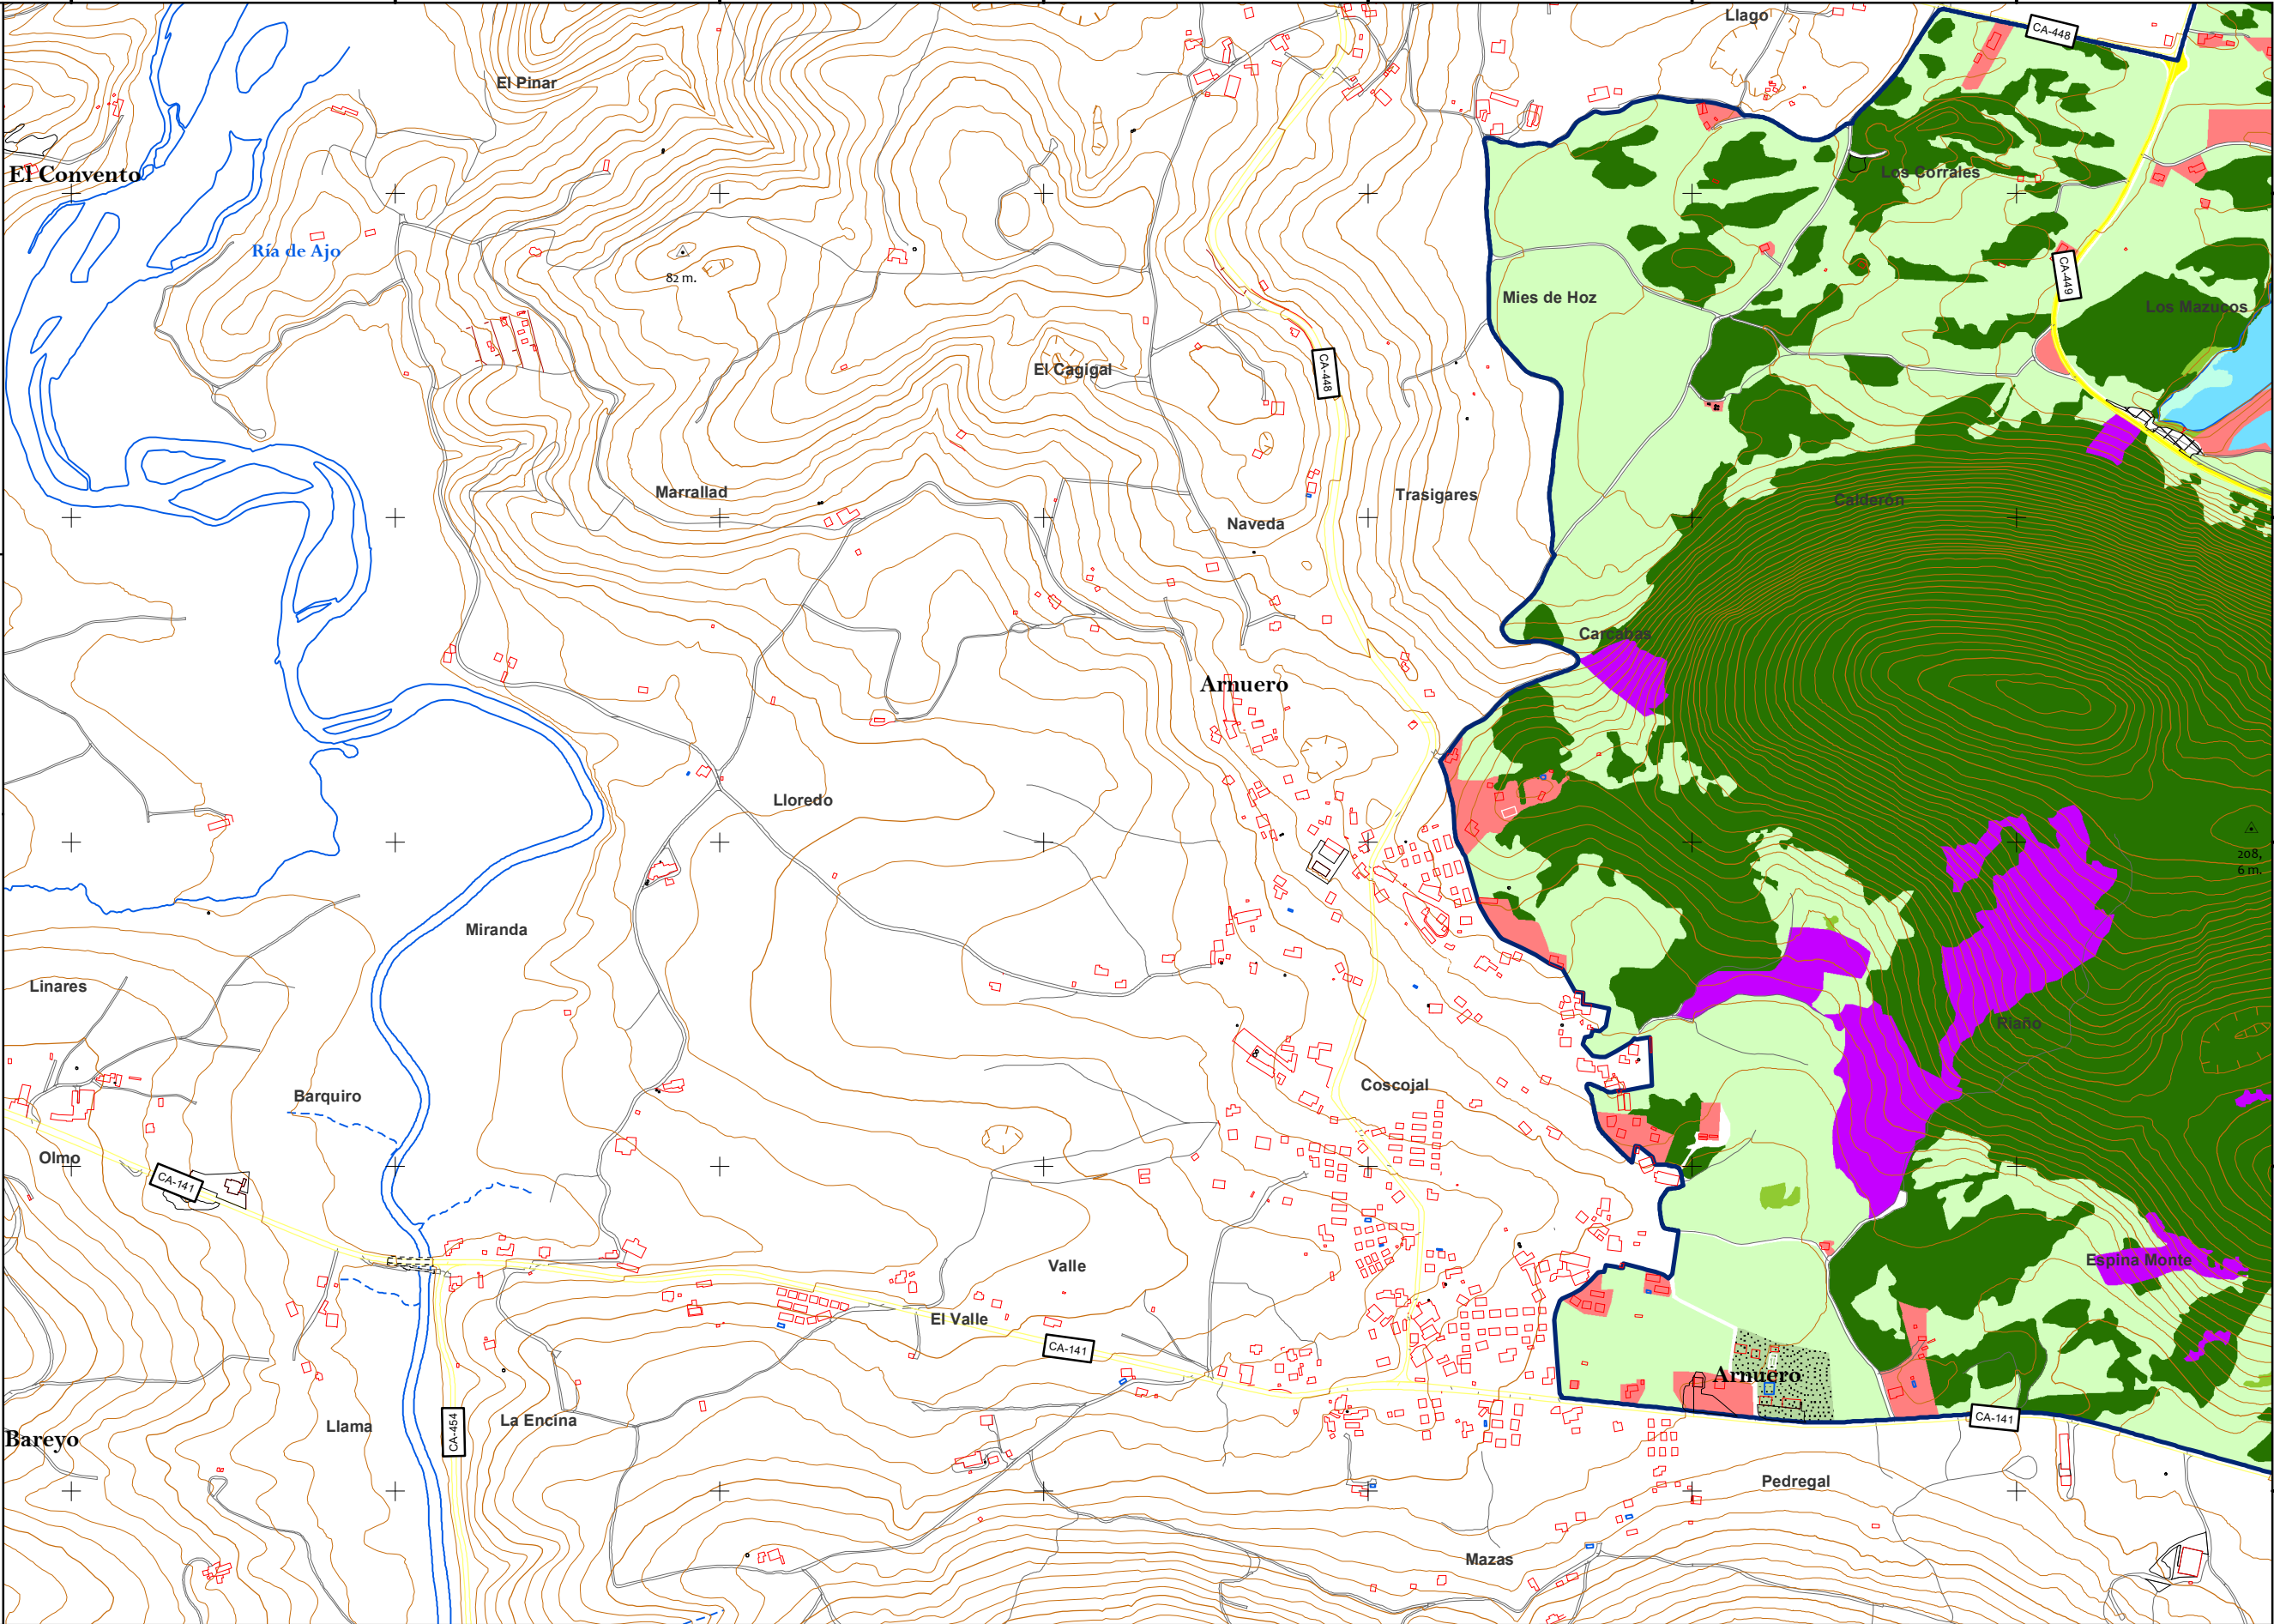 Llago
CA-448
El Pinar
El Convento
Los Corrales
Ría de Ajo
82 m.
CA-449
Mies de Hoz
Los Mazucos
CA-448
El Cagigal
Marrallad
Trasigares
Calderón
Naveda
Carcabas
Arnuero
Lloredo
208,
6 m.
Miranda
Linares
Riaño
Coscojal
Barquiro
Olmo
CA-141
Valle
Espina Monte
El Valle
CA-141
Arnuero
CA-141
La Encina
Llama
CA-454
Bareyo
Pedregal
Mazas